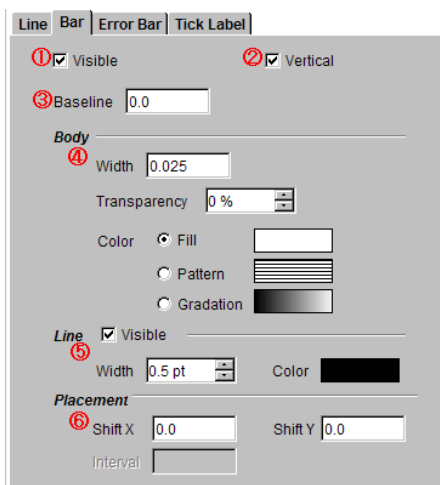 Line Bar Error Bar Tick Label
① Visible ② Vertical
③ Baseline 0.0
Body
④ Width 0.025
Transparency 0 %
Color Fill
Pattern
Gradation
Line Visible
⑤ Width 0.5 pt Color
Placement
⑥ Shift X 0.0 Shift Y 0.0
Interval